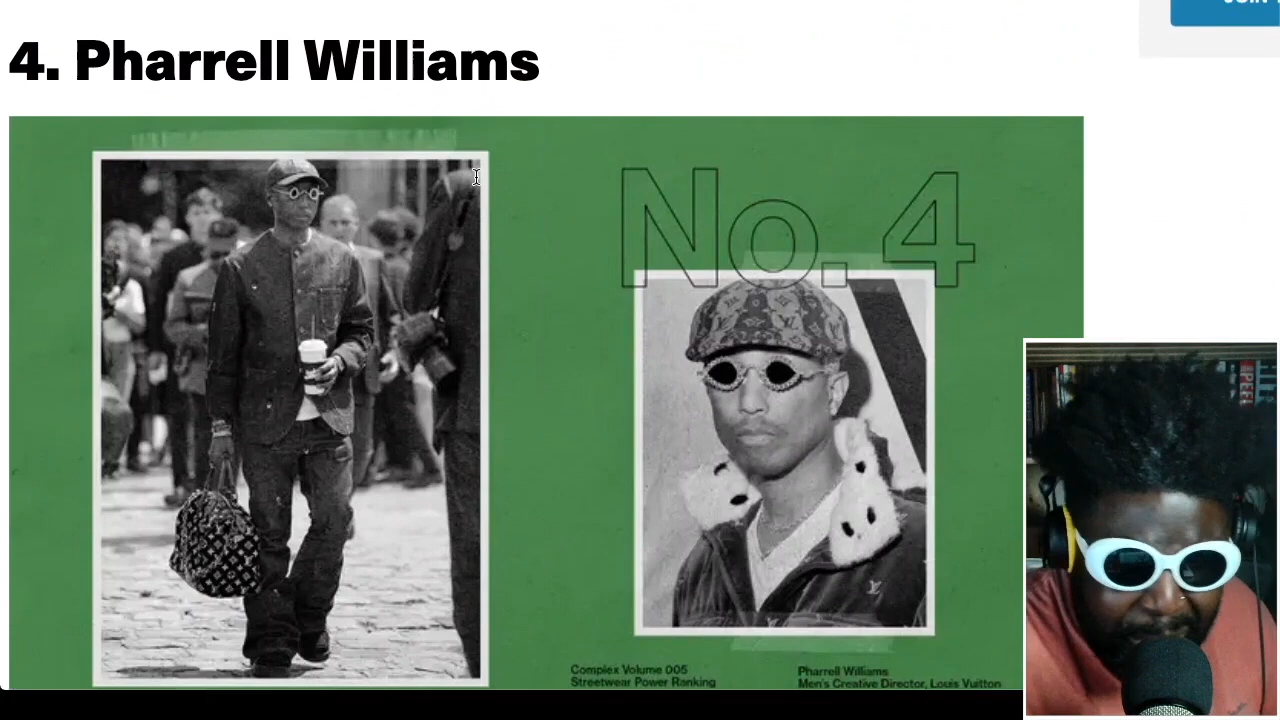 4. Pharrell Williams
No. 4
Complex Volume 005
Streetwear Power Ranking
Pharrell Williams
Men's Creative Director, Louis Vuitton